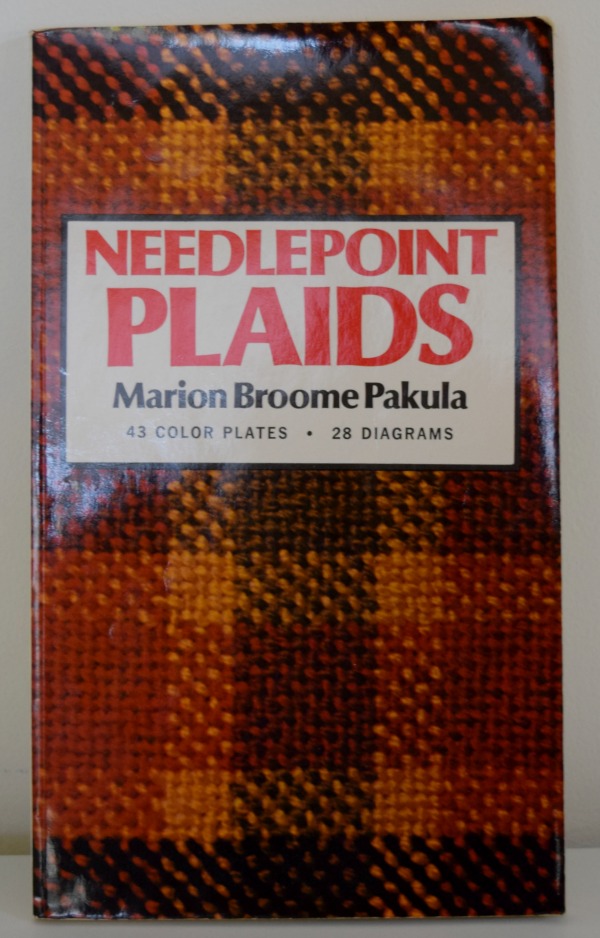 NEEDLEPOINT
PLAIDS
Marion Broome Pakula
43 COLOR PLATES • 28 DIAGRAMS